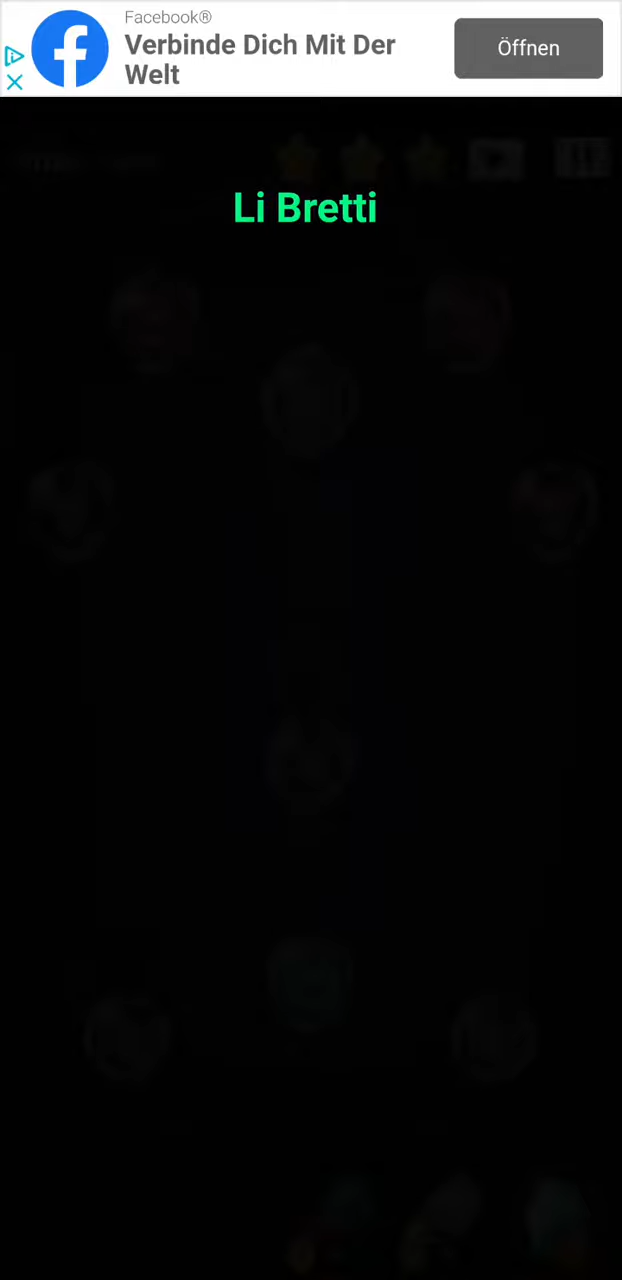 Facebook®
Verbinde Dich Mit Der
Welt
Öffnen
Li Bretti